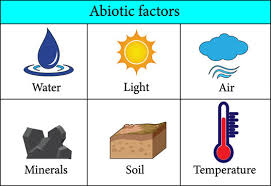 Abiotic factors
Water
Light
Air
Minerals
Soil
Temperature